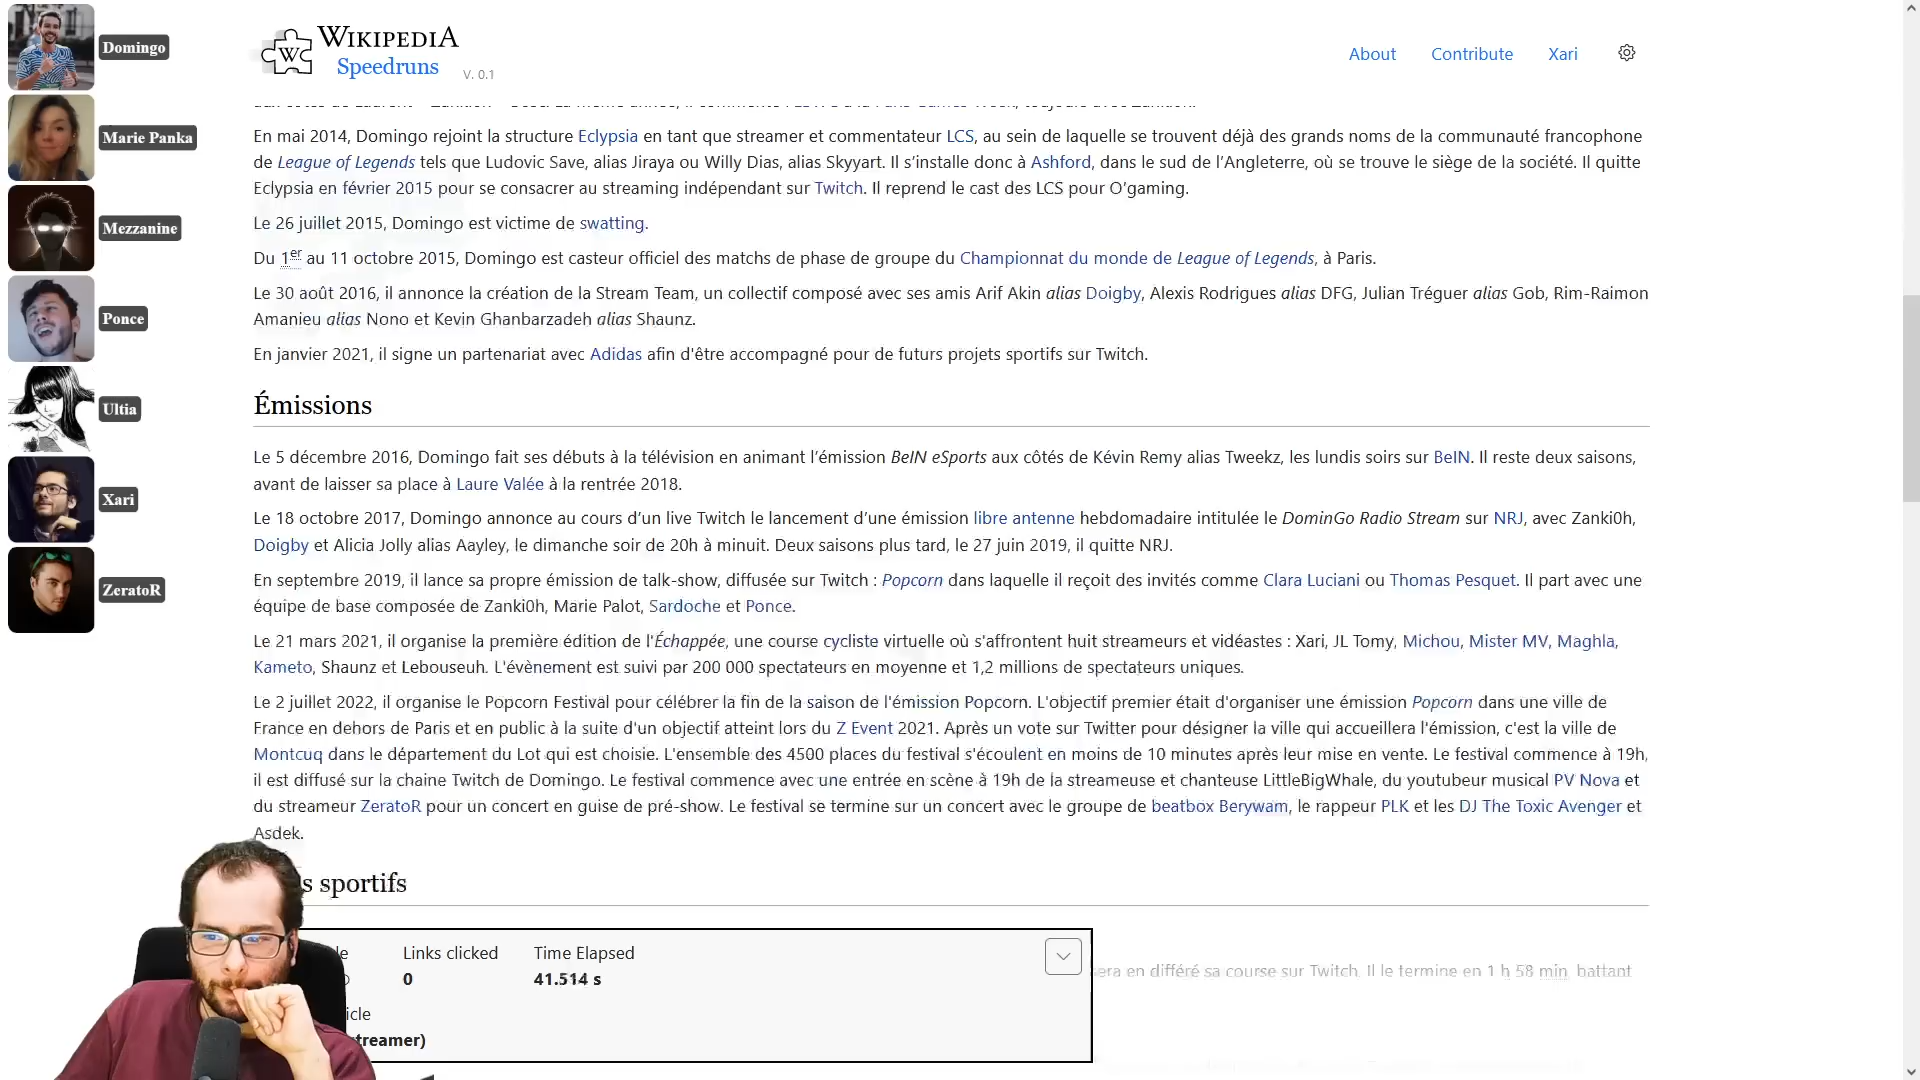 Domingo
Marie Panka
Mezzanine
Ponce
Ultia
Xari
ZeratoR
WIKIPEDIA
Speedruns
V. 0.1
About
Contribute
Xari
En mai 2014, Domingo rejoint la structure Eclypsia en tant que streamer et commentateur LCS, au sein de laquelle se trouvent déjà des grands noms de la communauté francophone
de League of Legends tels que Ludovic Save, alias Jiraya ou Willy Dias, alias Skyyart. Il s’installe donc à Ashford, dans le sud de l’Angleterre, où se trouve le siège de la société. Il quitte
Eclypsia en février 2015 pour se consacrer au streaming indépendant sur Twitch. Il reprend le cast des LCS pour O’gaming.
Le 26 juillet 2015, Domingo est victime de swatting.
Du 1er au 11 octobre 2015, Domingo est casteur officiel des matchs de phase de groupe du Championnat du monde de League of Legends, à Paris.
Le 30 août 2016, il annonce la création de la Stream Team, un collectif composé avec ses amis Arif Akin alias Doigby, Alexis Rodrigues alias DFG, Julian Tréguer alias Gob, Rim-Raimon
Amanieu alias Nono et Kevin Ghanbarzadeh alias Shaunz.
En janvier 2021, il signe un partenariat avec Adidas afin d'être accompagné pour de futurs projets sportifs sur Twitch.
Émissions
Le 5 décembre 2016, Domingo fait ses débuts à la télévision en animant l’émission BeIN eSports aux côtés de Kévin Remy alias Tweekz, les lundis soirs sur BeIN. Il reste deux saisons,
avant de laisser sa place à Laure Valée à la rentrée 2018.
Le 18 octobre 2017, Domingo annonce au cours d’un live Twitch le lancement d’une émission libre antenne hebdomadaire intitulée le DominGo Radio Stream sur NRJ, avec Zanki0h,
Doigby et Alicia Jolly alias Aayley, le dimanche soir de 20h à minuit. Deux saisons plus tard, le 27 juin 2019, il quitte NRJ.
En septembre 2019, il lance sa propre émission de talk-show, diffusée sur Twitch : Popcorn dans laquelle il reçoit des invités comme Clara Luciani ou Thomas Pesquet. Il part avec une
équipe de base composée de Zanki0h, Marie Palot, Sardoche et Ponce.
Le 21 mars 2021, il organise la première édition de l'Échappée, une course cycliste virtuelle où s'affrontent huit streameurs et vidéastes : Xari, JL Tomy, Michou, Mister MV, Maghla,
Kameto, Shaunz et Lebouseuh. L'évènement est suivi par 200 000 spectateurs en moyenne et 1,2 millions de spectateurs uniques.
Le 2 juillet 2022, il organise le Popcorn Festival pour célébrer la fin de la saison de l'émission Popcorn. L'objectif premier était d'organiser une émission Popcorn dans une ville de
France en dehors de Paris et en public à la suite d'un objectif atteint lors du Z Event 2021. Après un vote sur Twitter pour désigner la ville qui accueillera l'émission, c'est la ville de
Montcuq dans le département du Lot qui est choisie. L'ensemble des 4500 places du festival s'écoulent en moins de 10 minutes après leur mise en vente. Le festival commence à 19h,
il est diffusé sur la chaine Twitch de Domingo. Le festival commence avec une entrée en scène à 19h de la streameuse et chanteuse LittleBigWhale, du youtubeur musical PV Nova et
du streameur ZeratoR pour un concert en guise de pré-show. Le festival se termine sur un concert avec le groupe de beatbox Berywam, le rappeur PLK et les DJ The Toxic Avenger et
Asdek.
s sportifs
Links clicked
Time Elapsed
0
41.514 s
sera en différé sa course sur Twitch. Il le termine en 1 h 58 min, battant
icle
streamer)